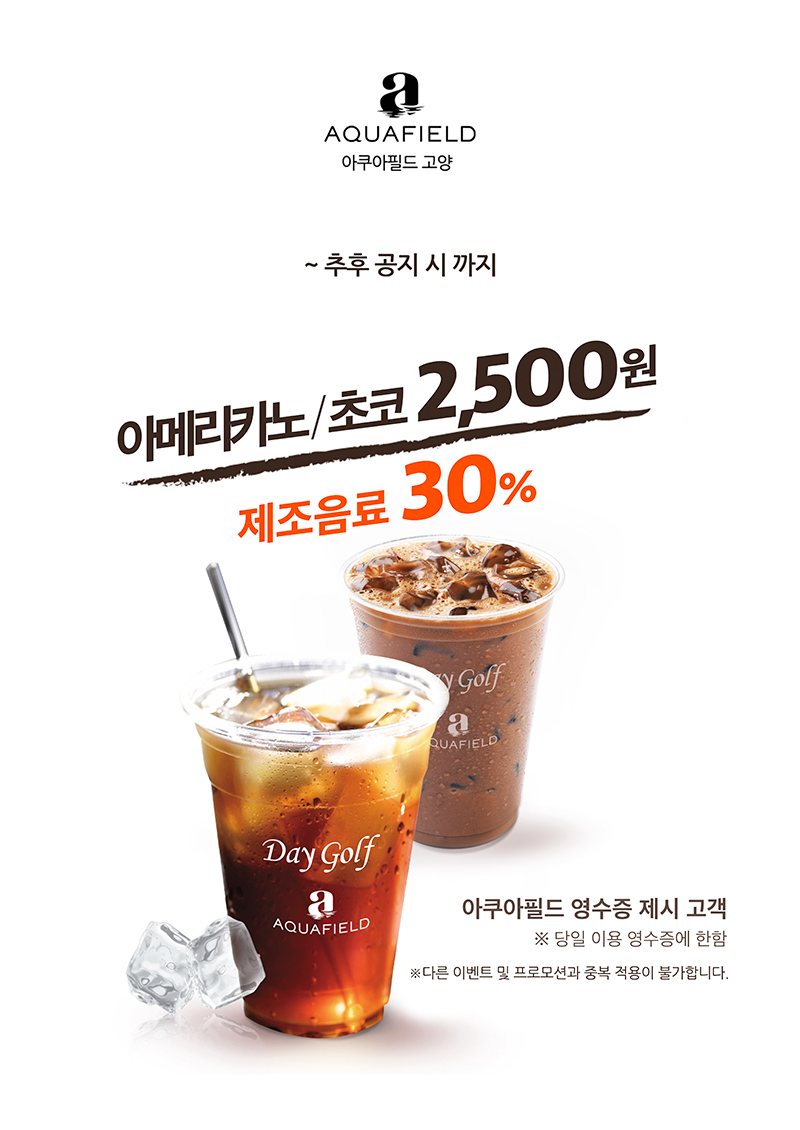 a
AQUAFIELD
아쿠아필드 고양
~ 추후 공지 시 까지
아메리카노/초코 2,500원
제조음료 30%
Day Golf
a
AQUAFIELD
Day Golf
a
AQUAFIELD
아쿠아필드 영수증 제시 고객
※ 당일 이용 영수증에 한함
※다른 이벤트 및 프로모션과 중복 적용이 불가합니다.